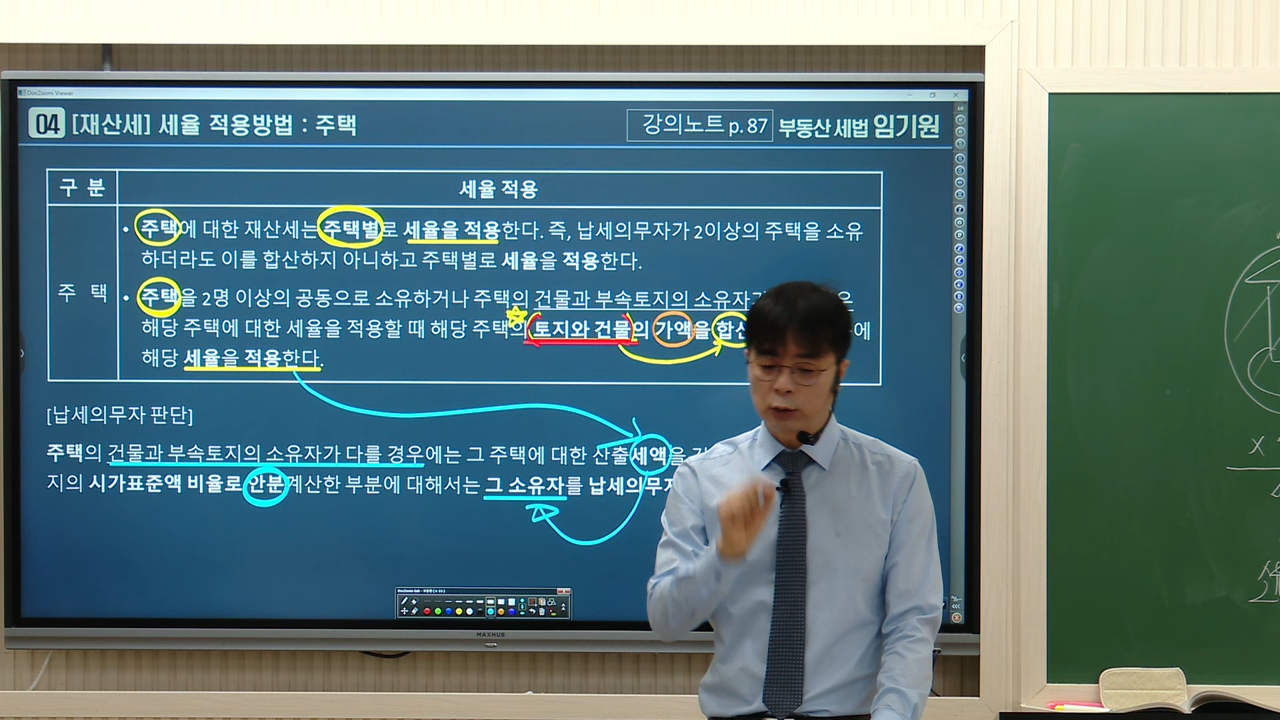 DocZoom Viewer
04 [재산세] 세율 적용방법 : 주택
강의노트 p. 87
부동산 세법 임기원
구 분
세율 적용
주 택
• 주택에 대한 재산세는 주택별로 세율을 적용한다. 즉, 납세의무자가 2이상의 주택을 소유
하더라도 이를 합산하지 아니하고 주택별로 세율을 적용한다.
• 주택을 2명 이상의 공동으로 소유하거나 주택의 건물과 부속토지의 소유자가
해당 주택에 대한 세율을 적용할 때 해당 주택의 토지와 건물의 가액을 합산 에
해당 세율을 적용한다.
[납세의무자 판단]
주택의 건물과 부속토지의 소유자가 다를 경우에는 그 주택에 대한 산출세액을
지의 시가표준액 비율로 안분계산한 부분에 대해서는 그 소유자를 납세의무자
MAXHUB